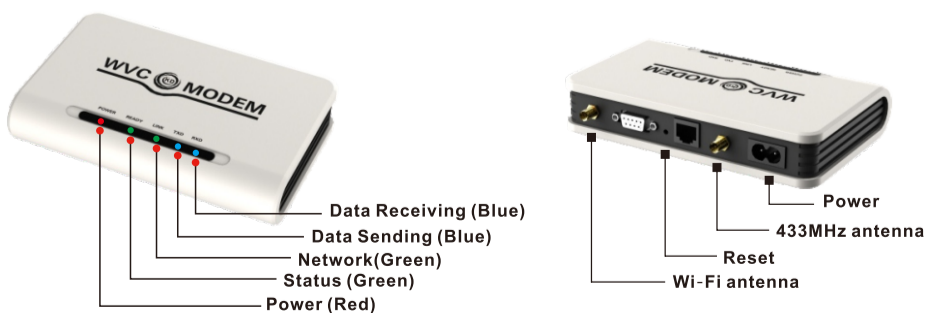 WVC MODEM
POWER READY LINK TXD RXD
Data Receiving (Blue)
Data Sending (Blue)
Network(Green)
Status (Green)
Power (Red)
WVC MODEM
Power
433MHz antenna
Reset
Wi-Fi antenna